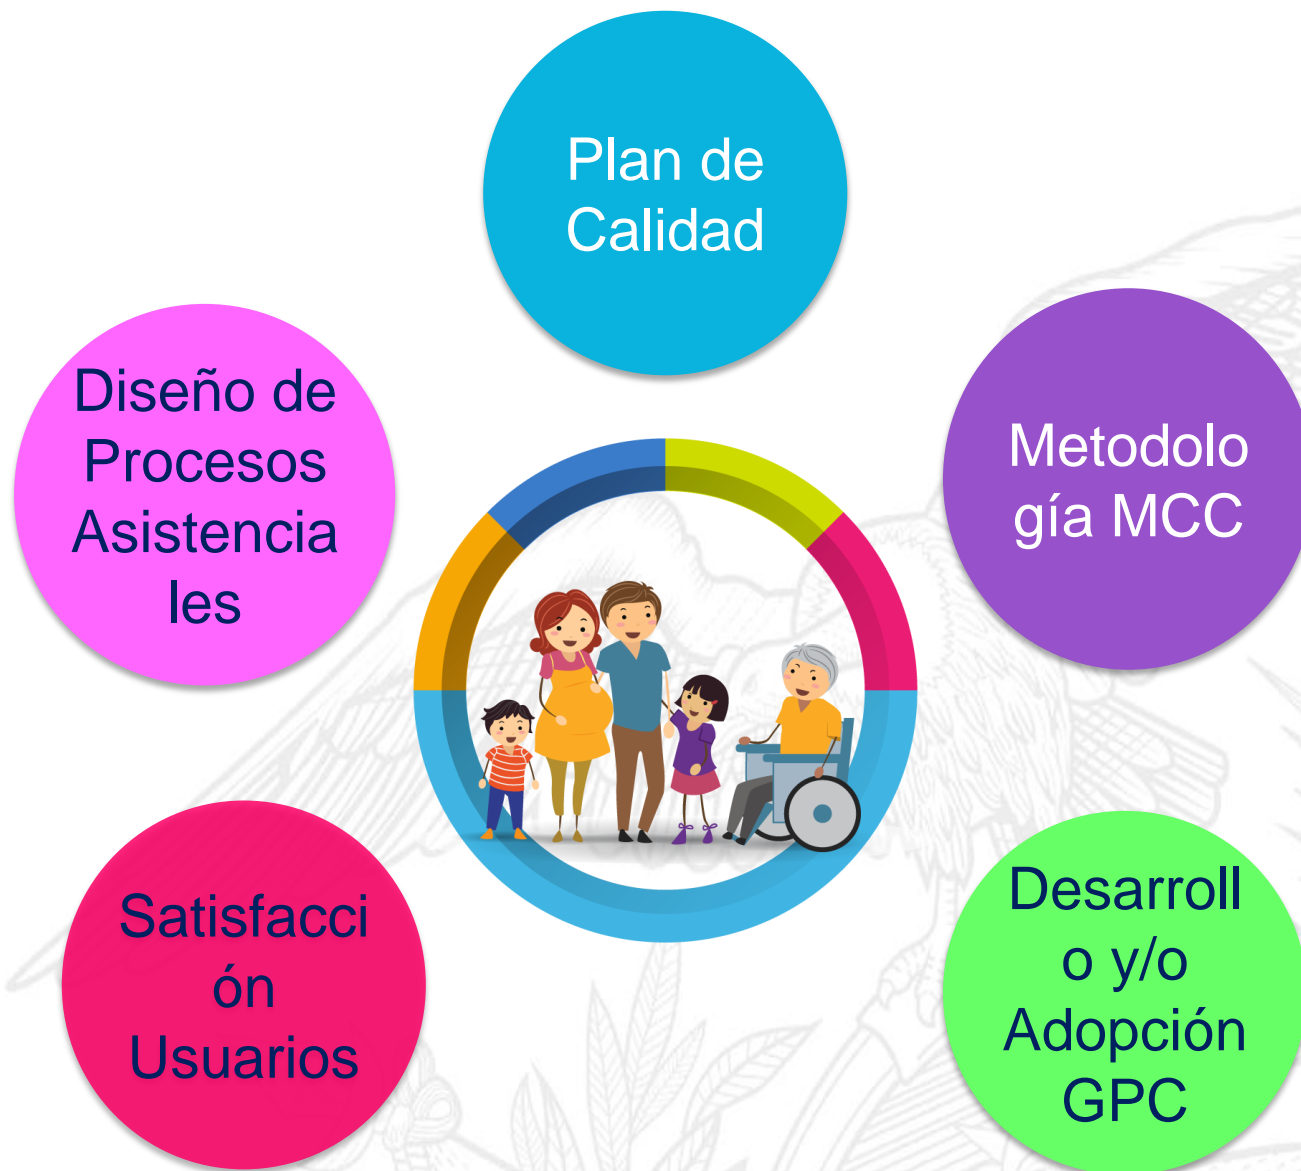 Plan de
Calidad
Diseño de
Procesos
Asistencia
les
Metodolo
gía MCC
Satisfacci
ón
Usuarios
Desarroll
o y/o
Adopción
GPC